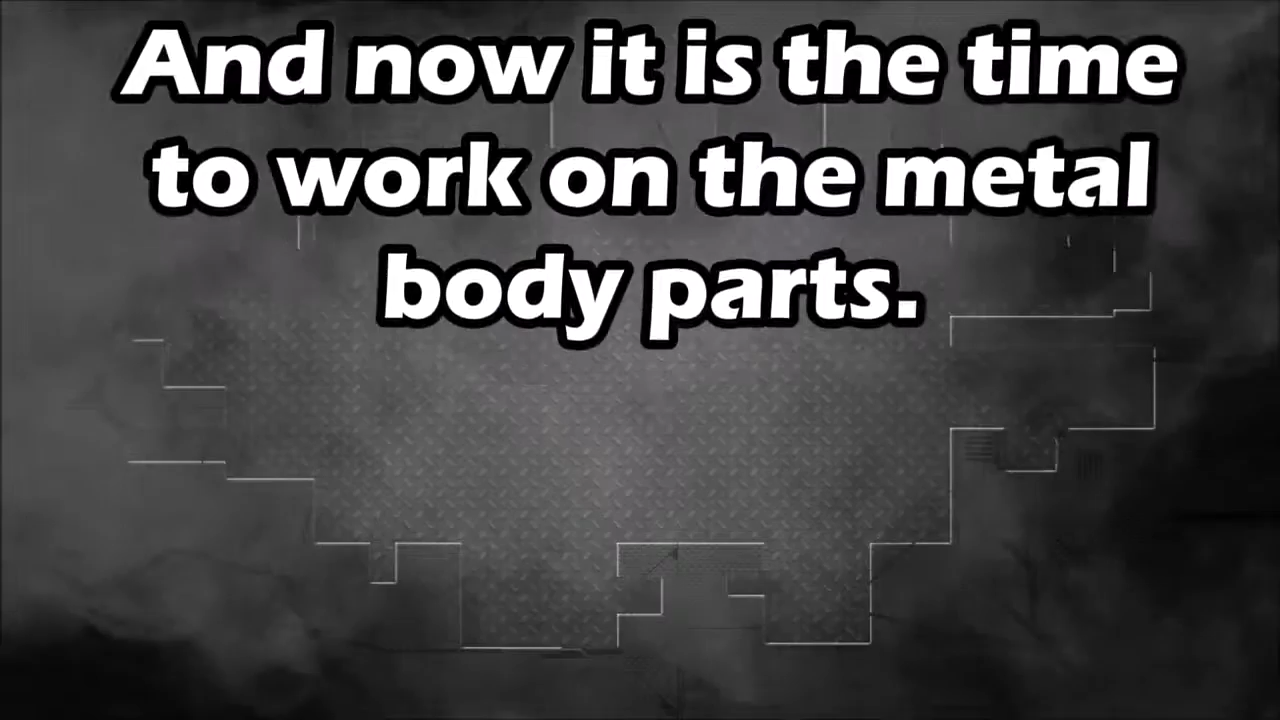 And now it is the time
to work on the metal
body parts.